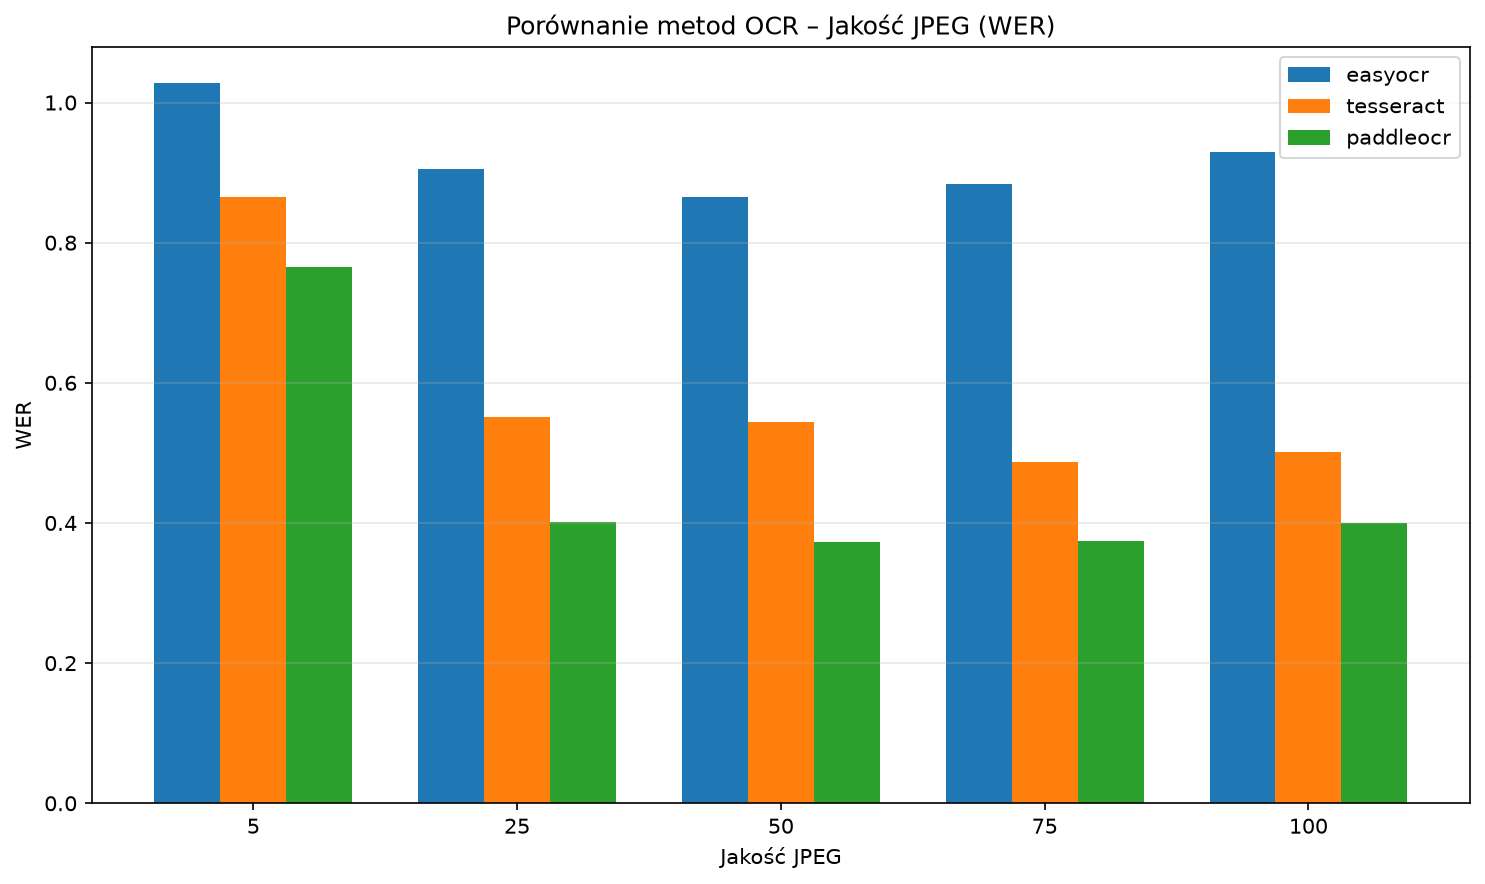 Porównanie metod OCR – Jakość JPEG (WER)
easyocr
tesseract
paddleocr
1.0
0.8
0.6
0.4
0.2
0.0
WER
5 25 50 75 100
Jakość JPEG